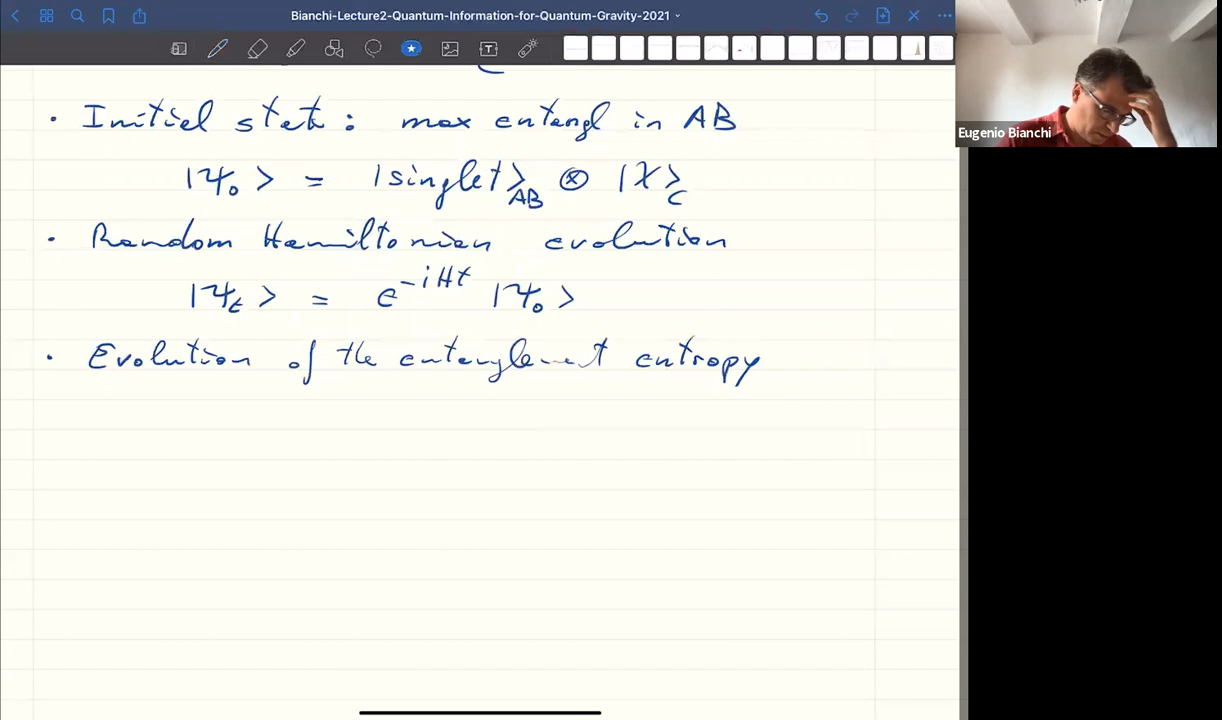 Bianchi-Lecture2-Quantum-Information-for-Quantum-Gravity-2021
Eugenio Bianchi
· Initial state : max entangl in AB
|ψ₀⟩ = |singlet⟩_AB ⊗ |χ⟩_C
· Random Hamiltonian evolution
|ψ_t⟩ = e^{-iHt} |ψ₀⟩
· Evolution of the entanglement entropy